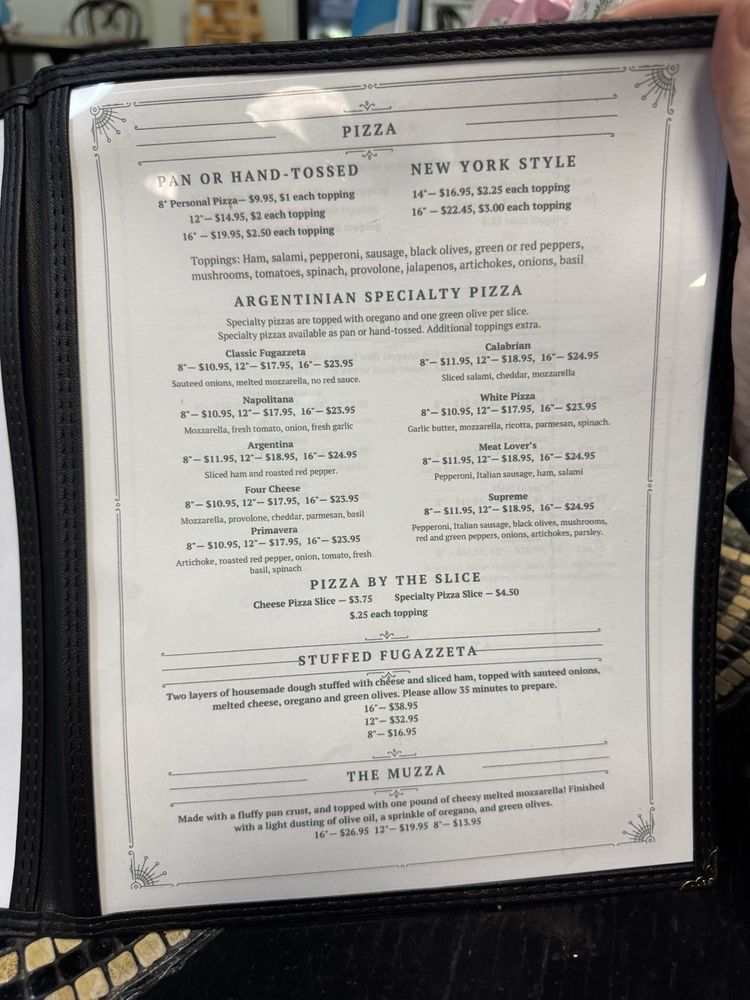 PIZZA
PAN OR HAND-TOSSED
8" Personal Pizza— $9.95, $1 each topping
12"— $14.95, $2 each topping
16" — $19.95, $2.50 each topping
NEW YORK STYLE
14"— $16.95, $2.25 each topping
16" — $22.45, $3.00 each topping
Toppings: Ham, salami, pepperoni, sausage, black olives, green or red peppers,
mushrooms, tomatoes, spinach, provolone, jalapenos, artichokes, onions, basil
ARGENTINIAN SPECIALTY PIZZA
Specialty pizzas are topped with oregano and one green olive per slice.
Specialty pizzas available as pan or hand-tossed. Additional toppings extra.
Classic Fugazzeta
8"— $10.95, 12"— $17.95, 16"— $23.95
Sauteed onions, melted mozzarella, no red sauce.
Napolitana
8"— $10.95, 12"— $17.95, 16"— $23.95
Mozzarella, fresh tomato, onion, fresh garlic
Argentina
8"— $11.95, 12"— $18.95, 16"— $24.95
Sliced ham and roasted red pepper.
Four Cheese
8"— $10.95, 12"— $17.95, 16"— $23.95
Mozzarella, provolone, cheddar, parmesan, basil
Primavera
8"— $10.95, 12"— $17.95, 16"— $23.95
Artichoke, roasted red pepper, onion, tomato, fresh
basil, spinach
Calabrian
8"— $11.95, 12"— $18.95, 16"— $24.95
Sliced salami, cheddar, mozzarella
White Pizza
8"— $10.95, 12"— $17.95, 16"— $23.95
Garlic butter, mozzarella, ricotta, parmesan, spinach.
Meat Lover's
8"— $11.95, 12"— $18.95, 16"— $24.95
Pepperoni, Italian sausage, ham, salami
Supreme
8"— $11.95, 12"— $18.95, 16"— $24.95
Pepperoni, Italian sausage, black olives, mushrooms,
red and green peppers, onions, artichokes, parsley.
PIZZA BY THE SLICE
Cheese Pizza Slice — $3.75 Specialty Pizza Slice — $4.50
$.25 each topping
STUFFED FUGAZZETA
Two layers of housemade dough stuffed with cheese and sliced ham, topped with sauteed onions,
melted cheese, oregano and green olives. Please allow 35 minutes to prepare.
16"— $38.95
12"— $32.95
8"— $16.95
THE MUZZA
Made with a fluffy pan crust, and topped with one pound of cheesy melted mozzarella! Finished
with a light dusting of olive oil, a sprinkle of oregano, and green olives.
16"— $26.95 12"— $19.95 8"— $13.95